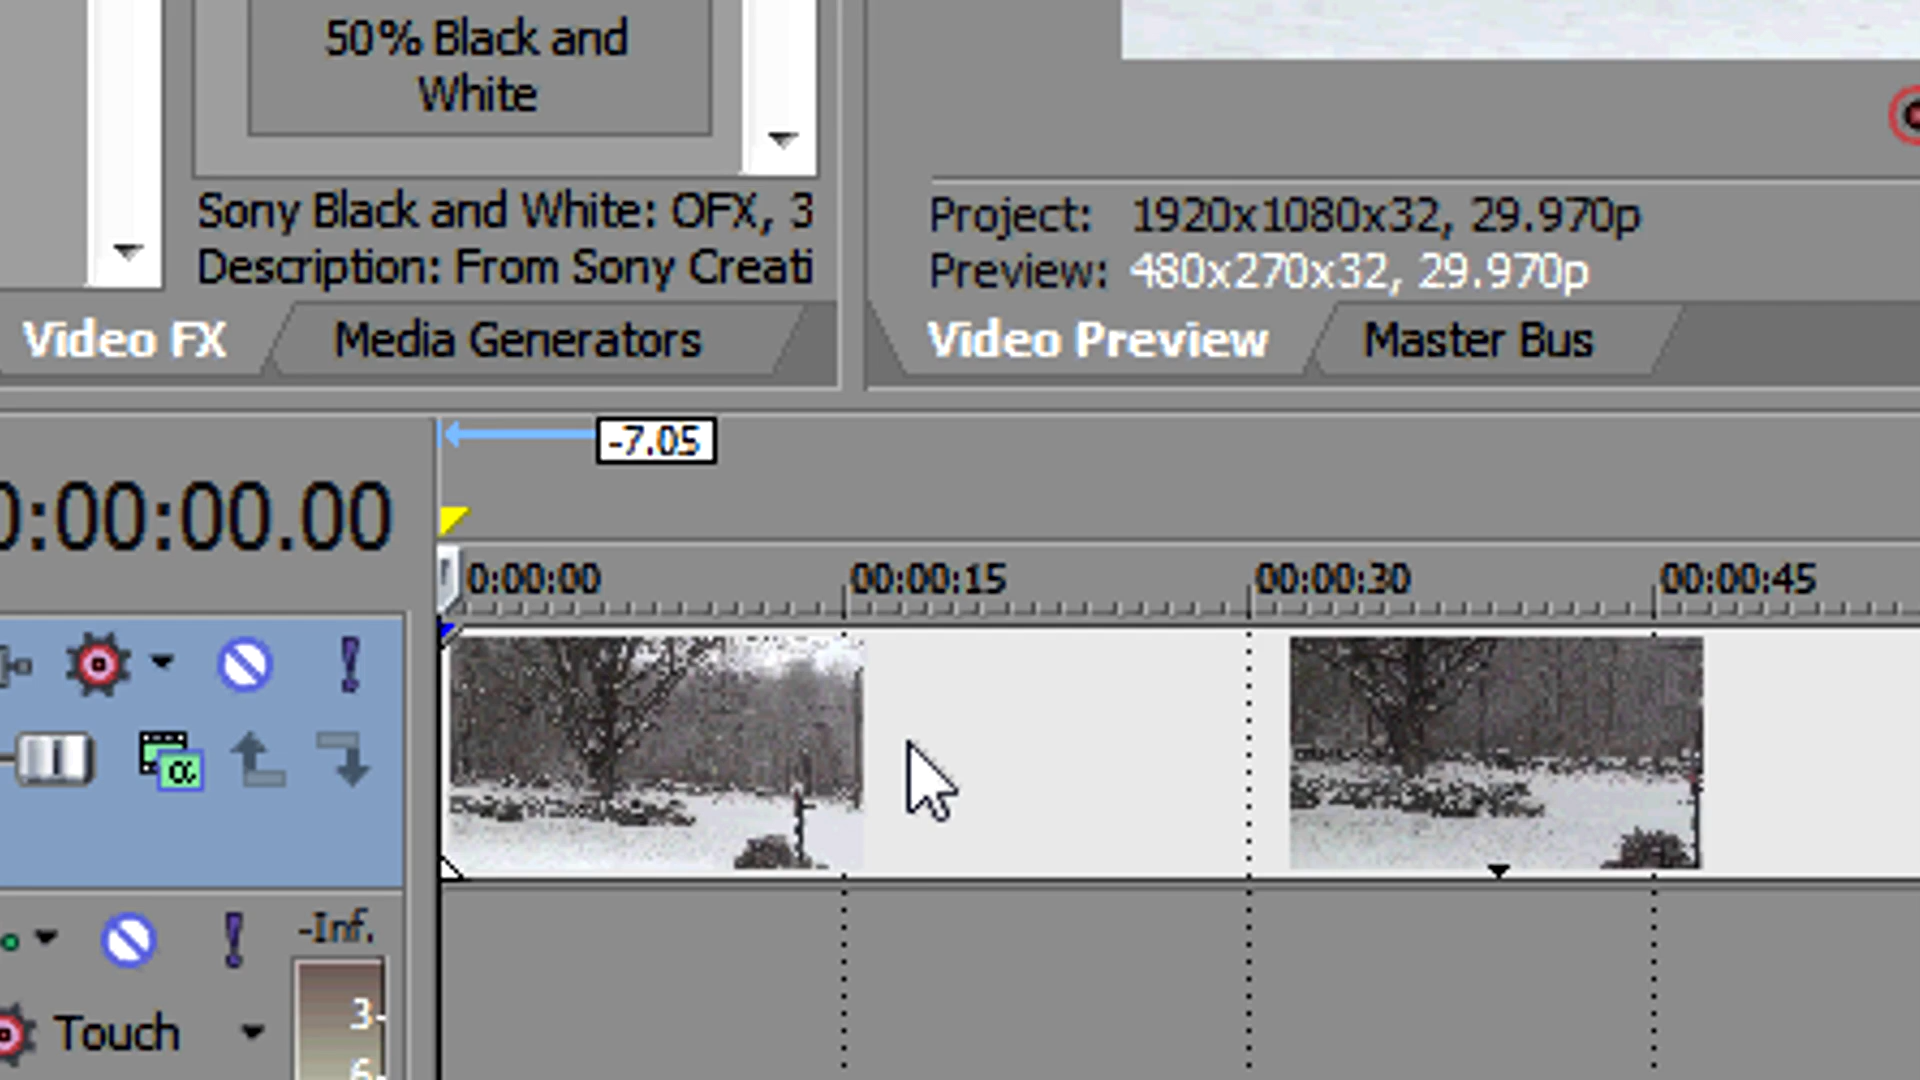 50% Black and
White
Sony Black and White: OFX, 3
Description: From Sony Creati
Project: 1920x1080x32, 29.970p
Preview: 480x270x32, 29.970p
Video FX
Media Generators
Video Preview
Master Bus
-7.05
0:00:00.00
0:00:00
00:00:15
00:00:30
00:00:45
-Inf.
3-
Touch
6-